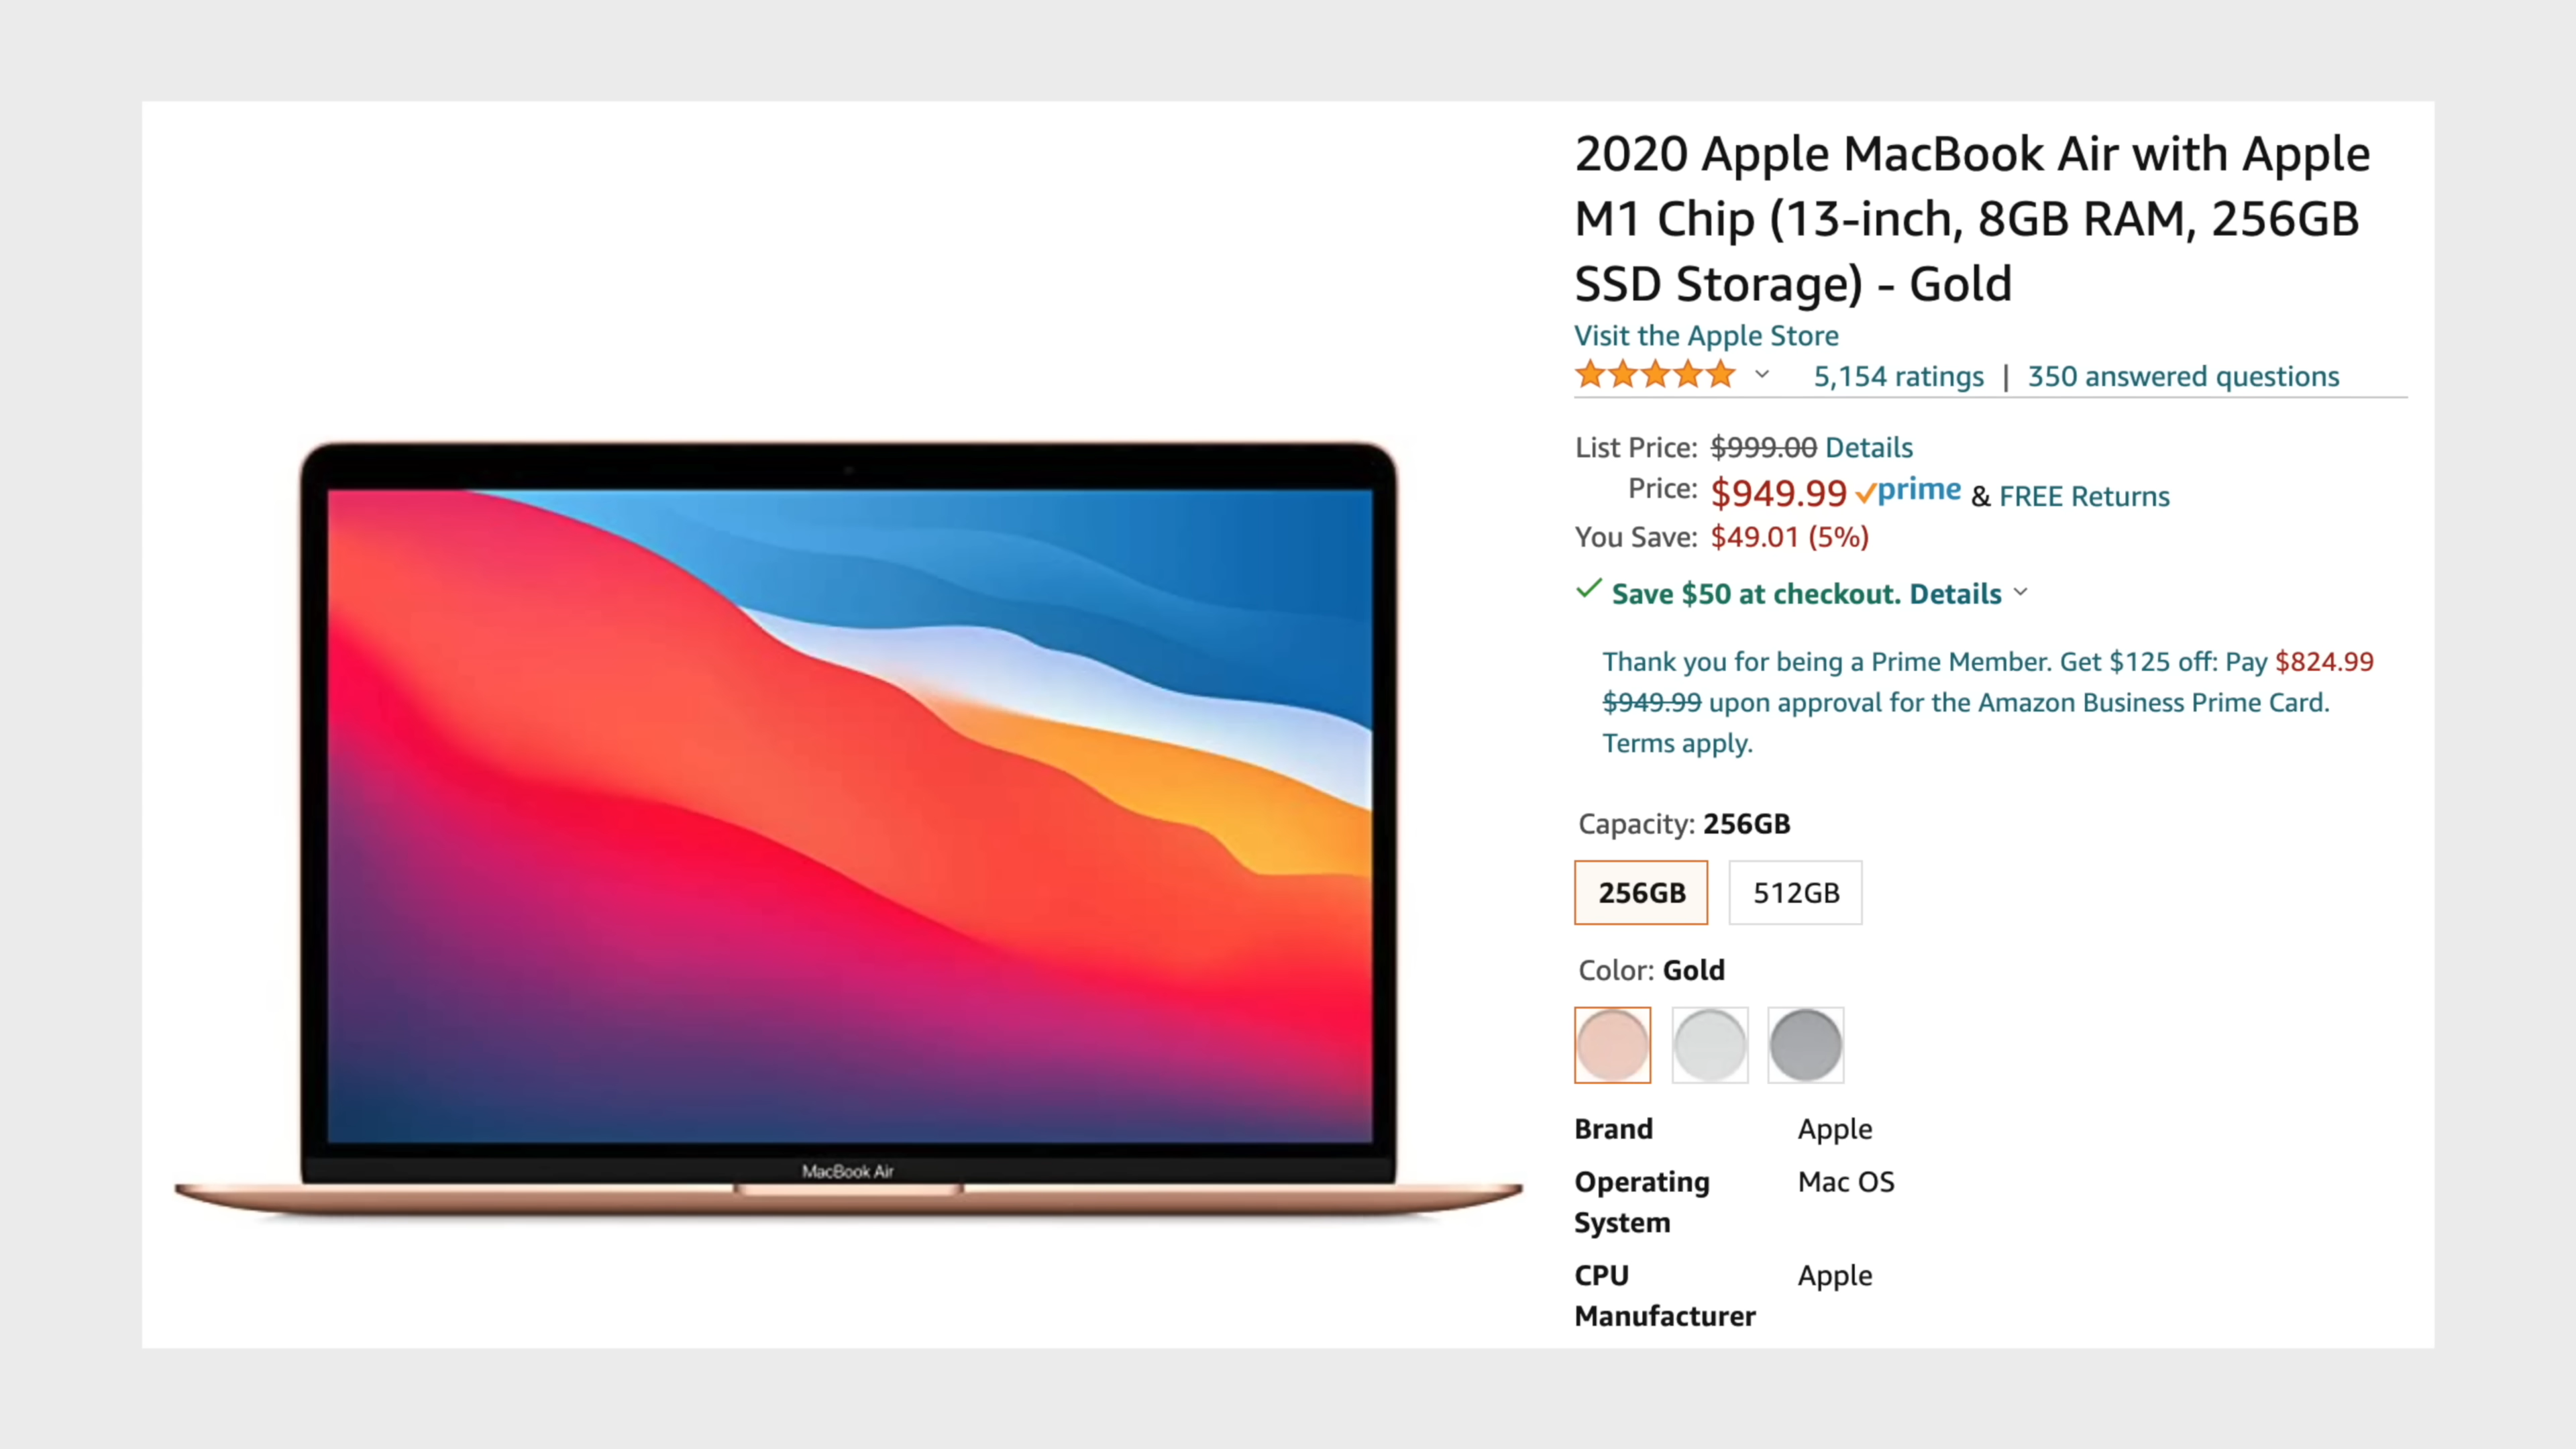 2020 Apple MacBook Air with Apple
M1 Chip (13-inch, 8GB RAM, 256GB
SSD Storage) - Gold
Visit the Apple Store
5,154 ratings | 350 answered questions
List Price: $999.00 Details
Price: $949.99 prime & FREE Returns
You Save: $49.01 (5%)
Save $50 at checkout. Details
Thank you for being a Prime Member. Get $125 off: Pay $824.99
$949.99 upon approval for the Amazon Business Prime Card.
Terms apply.
Capacity: 256GB
256GB 512GB
Color: Gold
Brand Apple
Operating Mac OS
System
CPU Apple
Manufacturer
MacBook Air